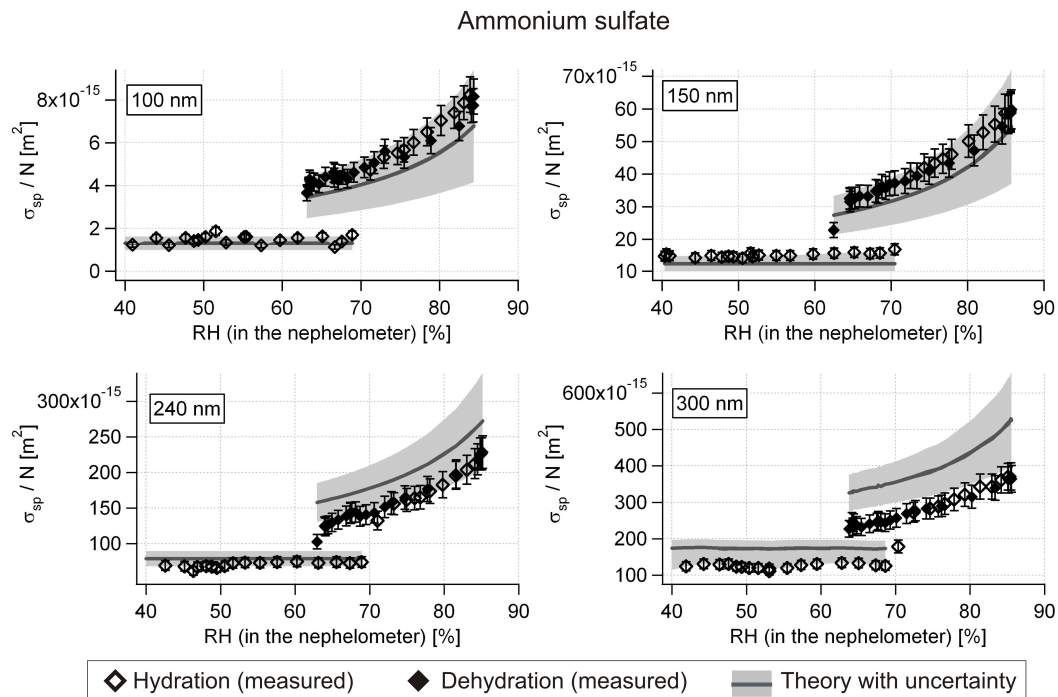 Ammonium sulfate
100 nm
8x10⁻¹⁵
6
4
2
0
σsp / N [m²]
40 50 60 70 80 90
RH (in the nephelometer) [%]
150 nm
70x10⁻¹⁵
60
50
40
30
20
10
σsp / N [m²]
40 50 60 70 80 90
RH (in the nephelometer) [%]
240 nm
300x10⁻¹⁵
250
200
150
100
σsp / N [m²]
40 50 60 70 80 90
RH (in the nephelometer) [%]
300 nm
600x10⁻¹⁵
500
400
300
200
100
σsp / N [m²]
40 50 60 70 80 90
RH (in the nephelometer) [%]
Hydration (measured) Dehydration (measured) Theory with uncertainty